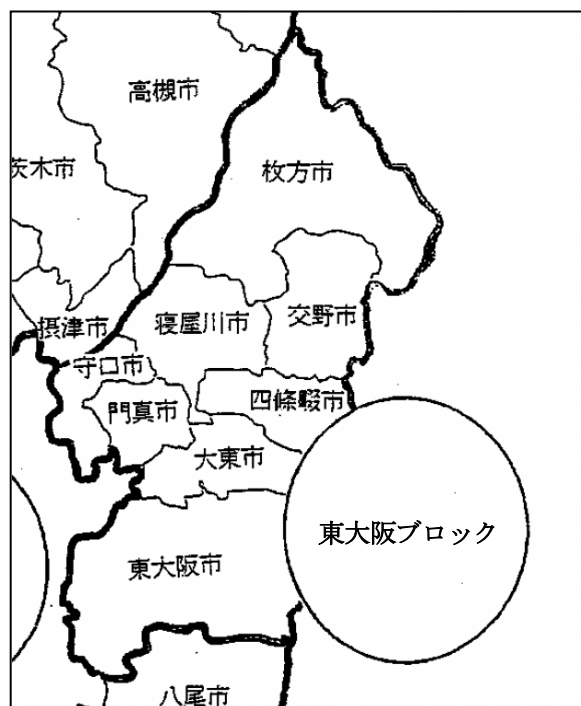 高槻市
茨木市
枚方市
摂津市
寝屋川市
交野市
守口市
門真市
四條畷市
大東市
東大阪ブロック
東大阪市
八尾市